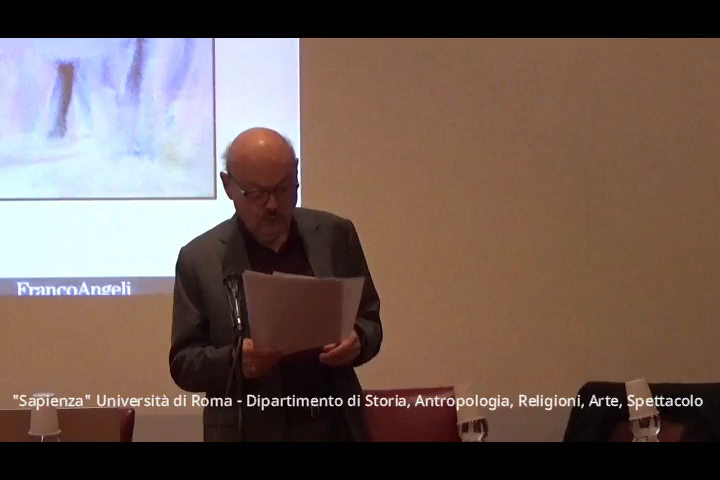 FrancoAngeli
"Sapienza" Università di Roma - Dipartimento di Storia, Antropologia, Religioni, Arte, Spettacolo